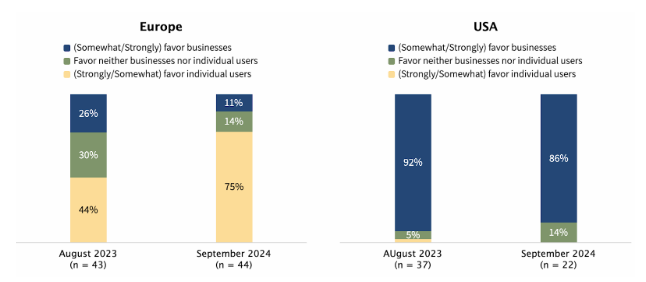 Europe
(Somewhat/Strongly) favor businesses
Favor neither businesses nor individual users
(Strongly/Somewhat) favor individual users
26%
30%
44%
11%
14%
75%
August 2023
(n = 43)
September 2024
(n = 44)
USA
(Somewhat/Strongly) favor businesses
Favor neither businesses nor individual users
(Strongly/Somewhat) favor individual users
92%
5%
86%
14%
AUgust 2023
(n = 37)
September 2024
(n = 22)